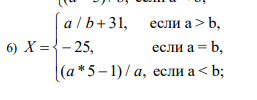 a / b + 31, если a > b,
6) X = - 25, если a = b,
(a * 5 – 1) / a, если a < b;